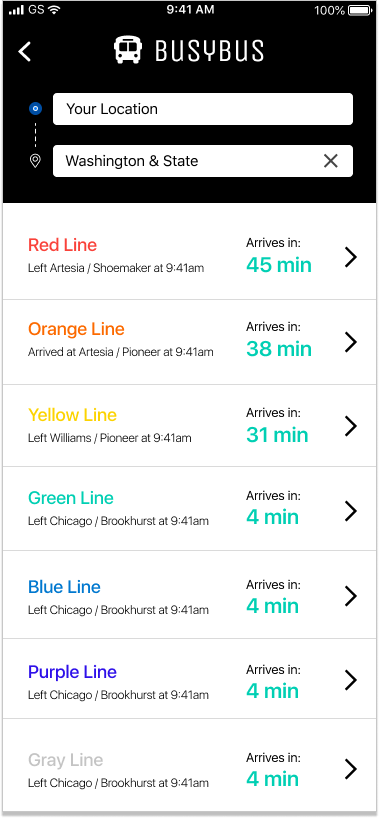 GS 9:41 AM 100%
BUSYBUS
Your Location
Washington & State
Red Line
Left Artesia / Shoemaker at 9:41am
Arrives in:
45 min
Orange Line
Arrived at Artesia / Pioneer at 9:41am
Arrives in:
38 min
Yellow Line
Left Williams / Pioneer at 9:41am
Arrives in:
31 min
Green Line
Left Chicago / Brookhurst at 9:41am
Arrives in:
4 min
Blue Line
Left Chicago / Brookhurst at 9:41am
Arrives in:
4 min
Purple Line
Left Chicago / Brookhurst at 9:41am
Arrives in:
4 min
Gray Line
Left Chicago / Brookhurst at 9:41am
Arrives in:
4 min